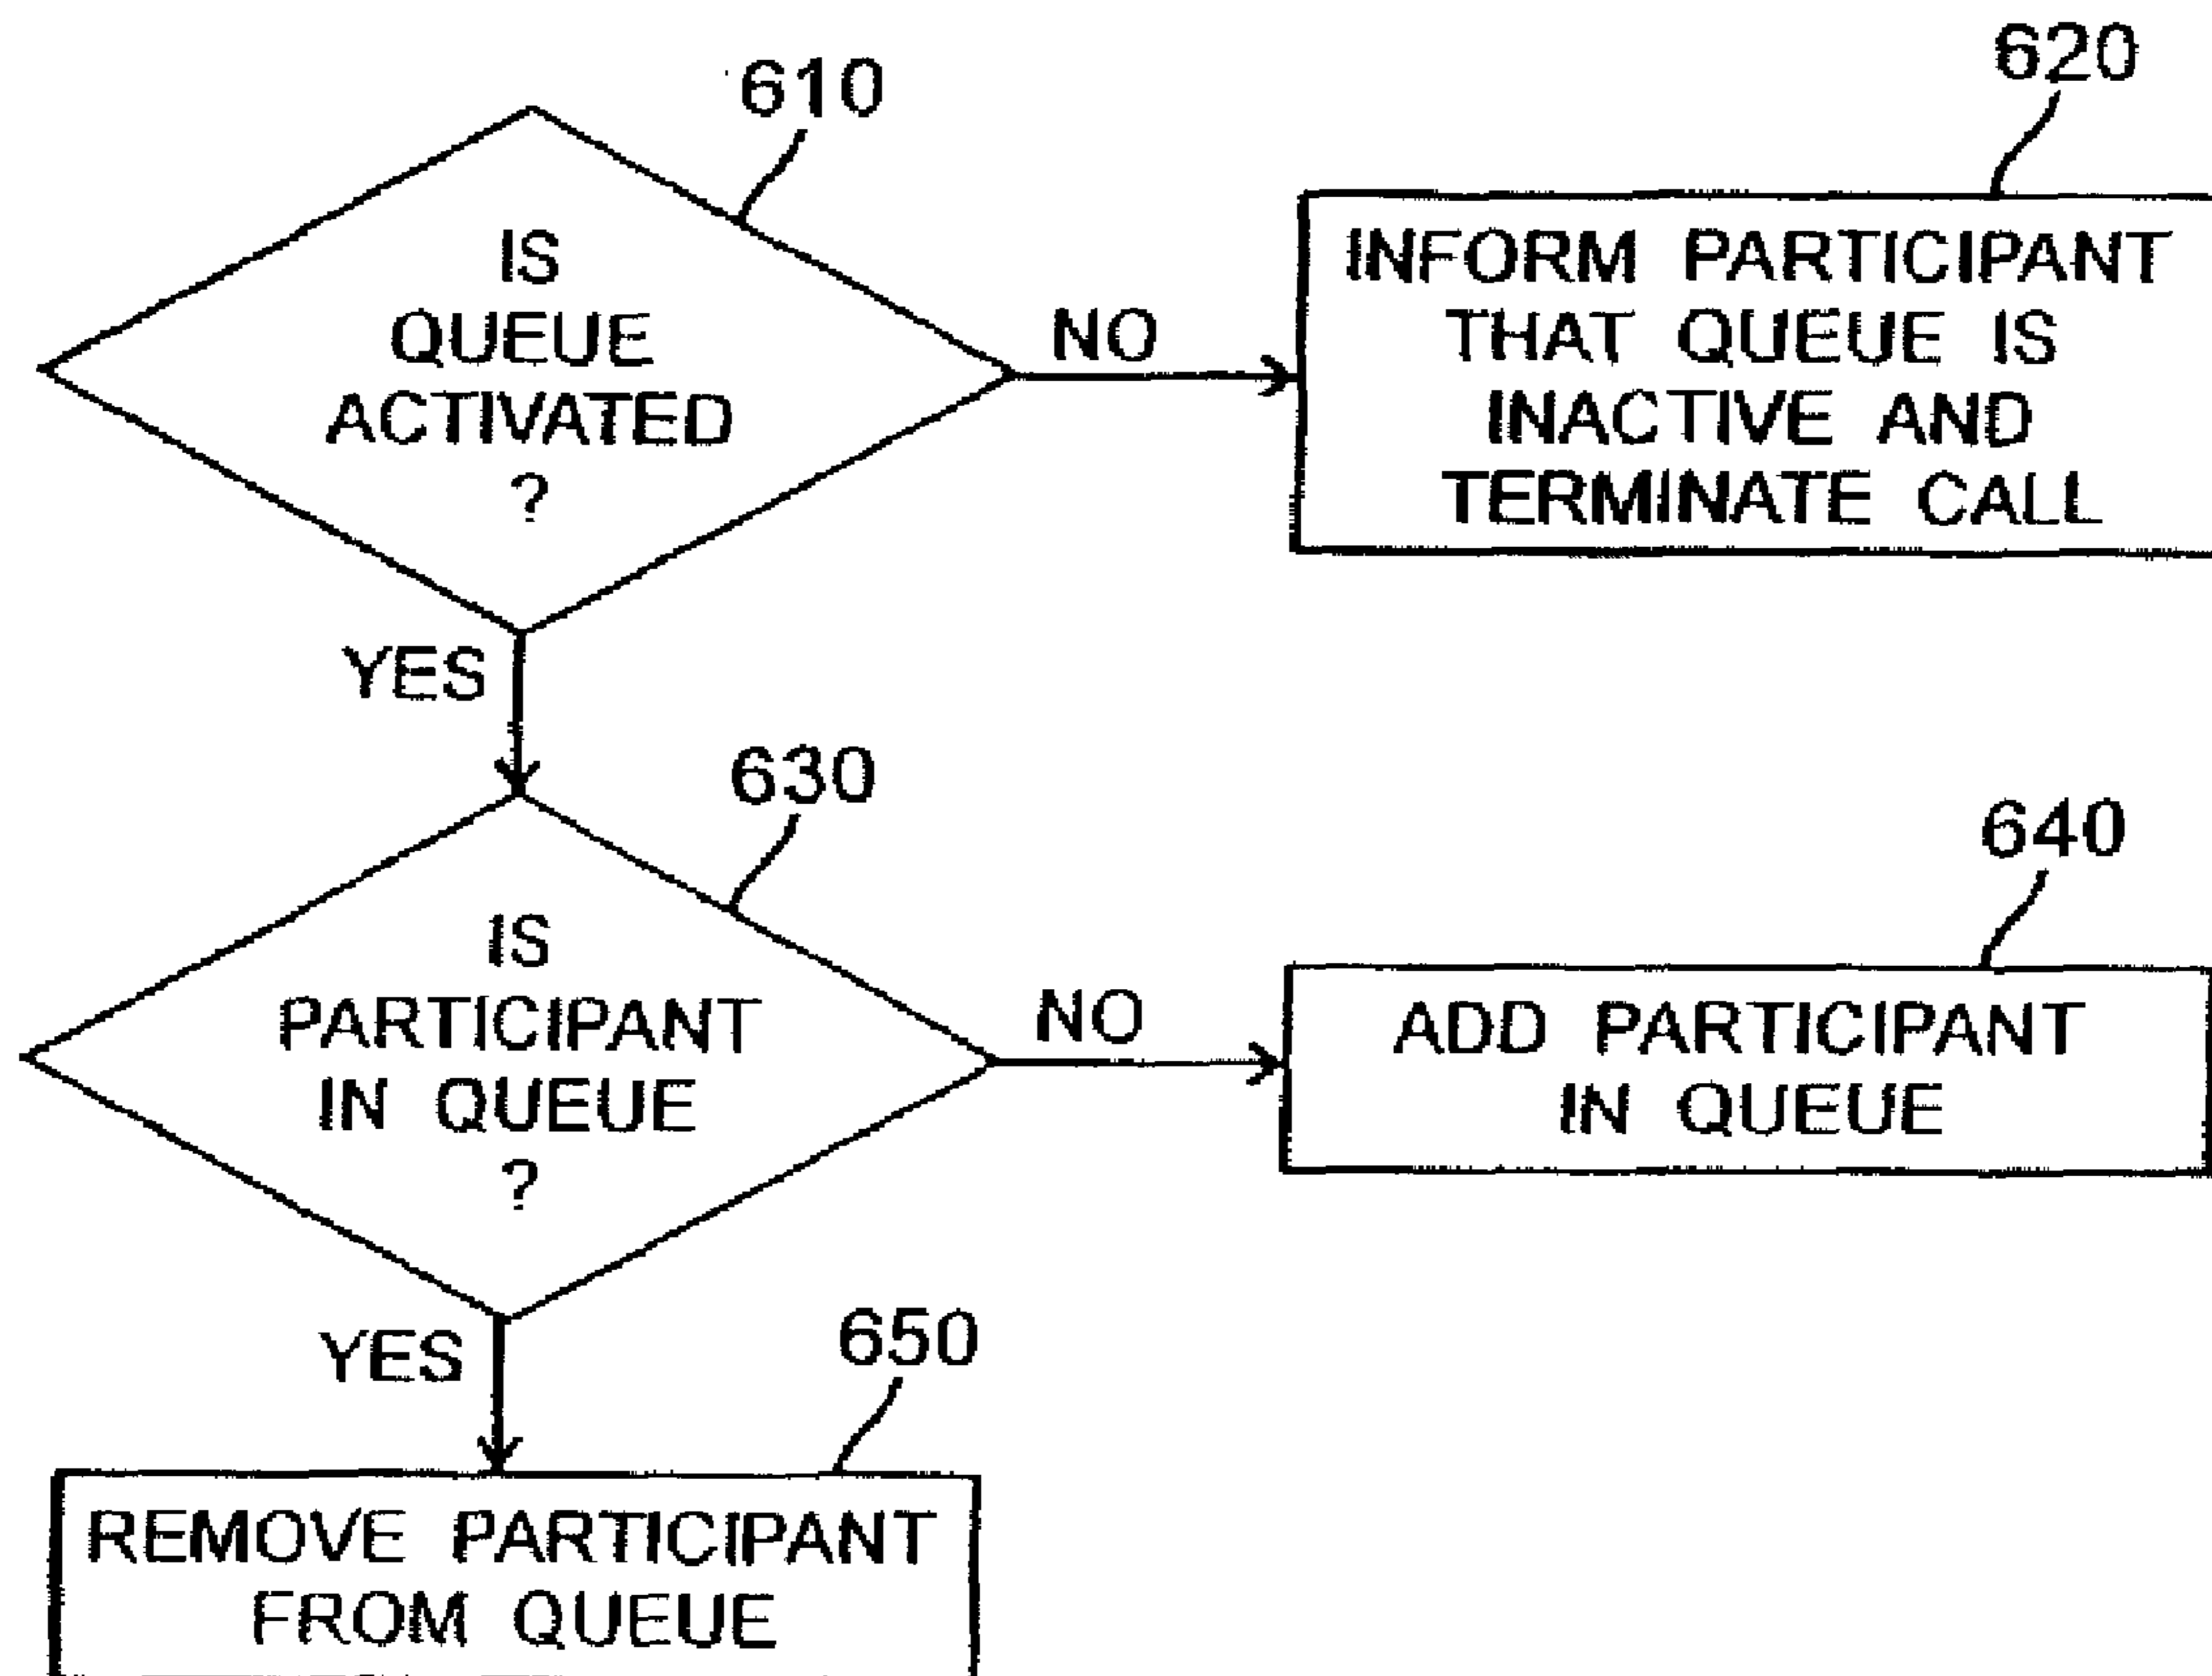 610
620
IS
QUEUE
ACTIVATED
?
NO
INFORM PARTICIPANT
THAT QUEUE IS
INACTIVE AND
TERMINATE CALL
YES
630
640
IS
PARTICIPANT
IN QUEUE
?
NO
ADD PARTICIPANT
IN QUEUE
YES
650
REMOVE PARTICIPANT
FROM QUEUE